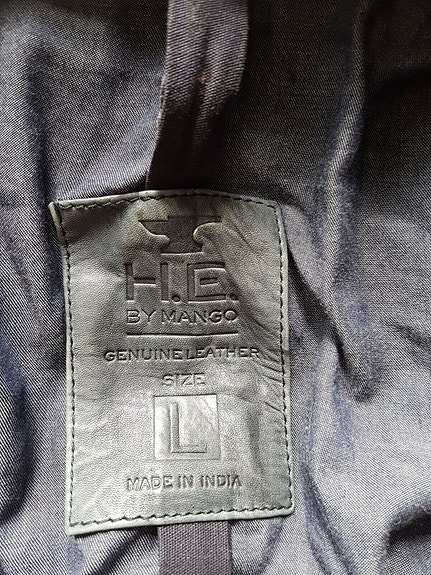 H.E.
BY MANGO
GENUINE LEATHER
SIZE
L
MADE IN INDIA